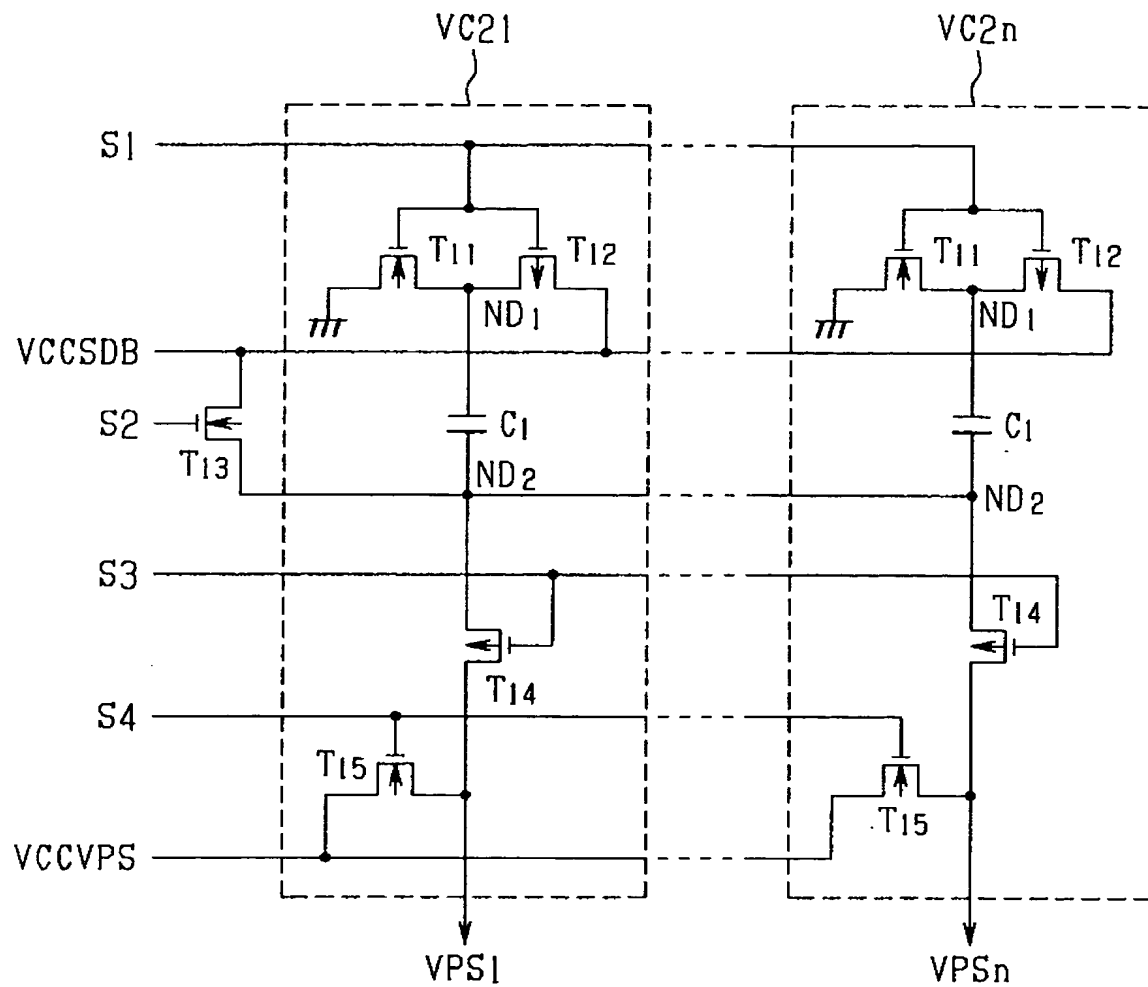 VC21 VC2n
S1
T11 T12 T11 T12
ND1 ND1
VCCSDB
S2 C1 C1
T13
ND2 ND2
S3
T14
T14
S4
T15
T15
VCCVPS
VPS1 VPSn